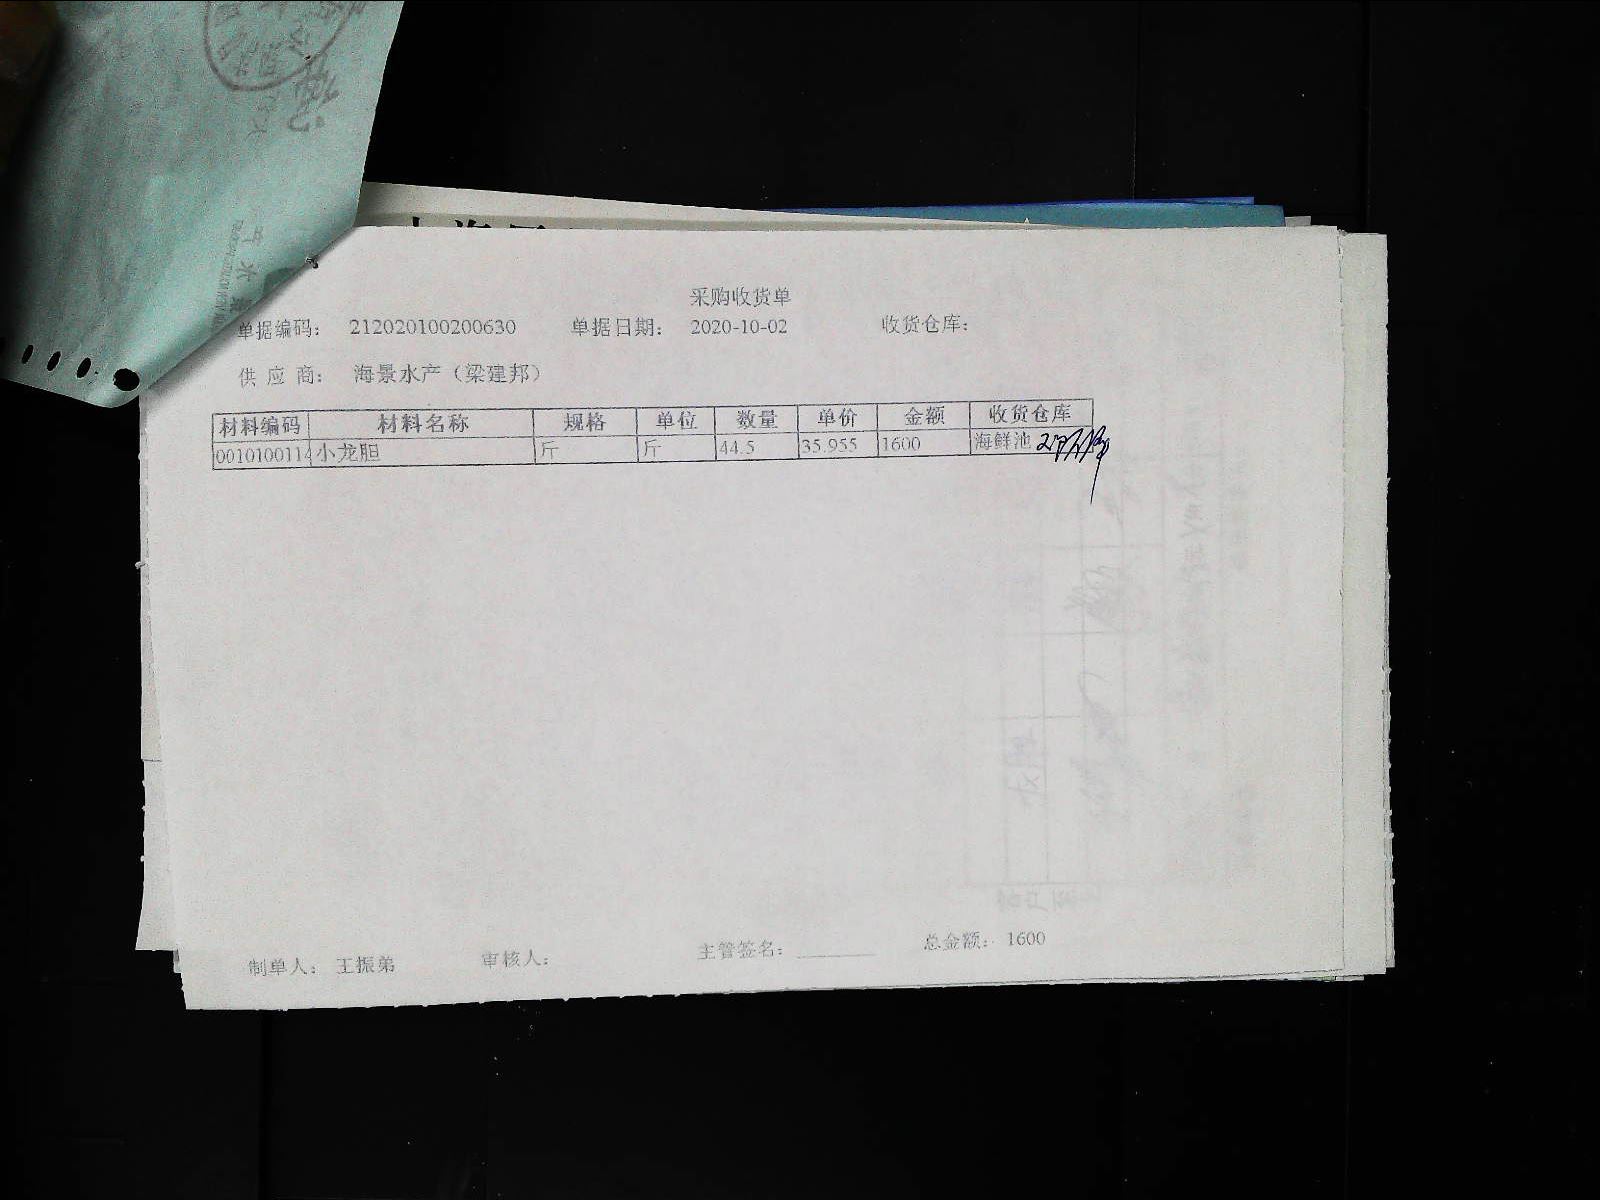 采购收货单
单据编码: 212020100200630 单据日期: 2020-10-02 收货仓库:
供 应 商: 海景水产（梁建邦）
材料编码 材料名称 规格 单位 数量 单价 金额 收货仓库
0010100114 小龙胆 斤 斤 44.5 35.955 1600 海鲜池
制单人: 王振弟 审核人: 主管签名: 总金额: 1600